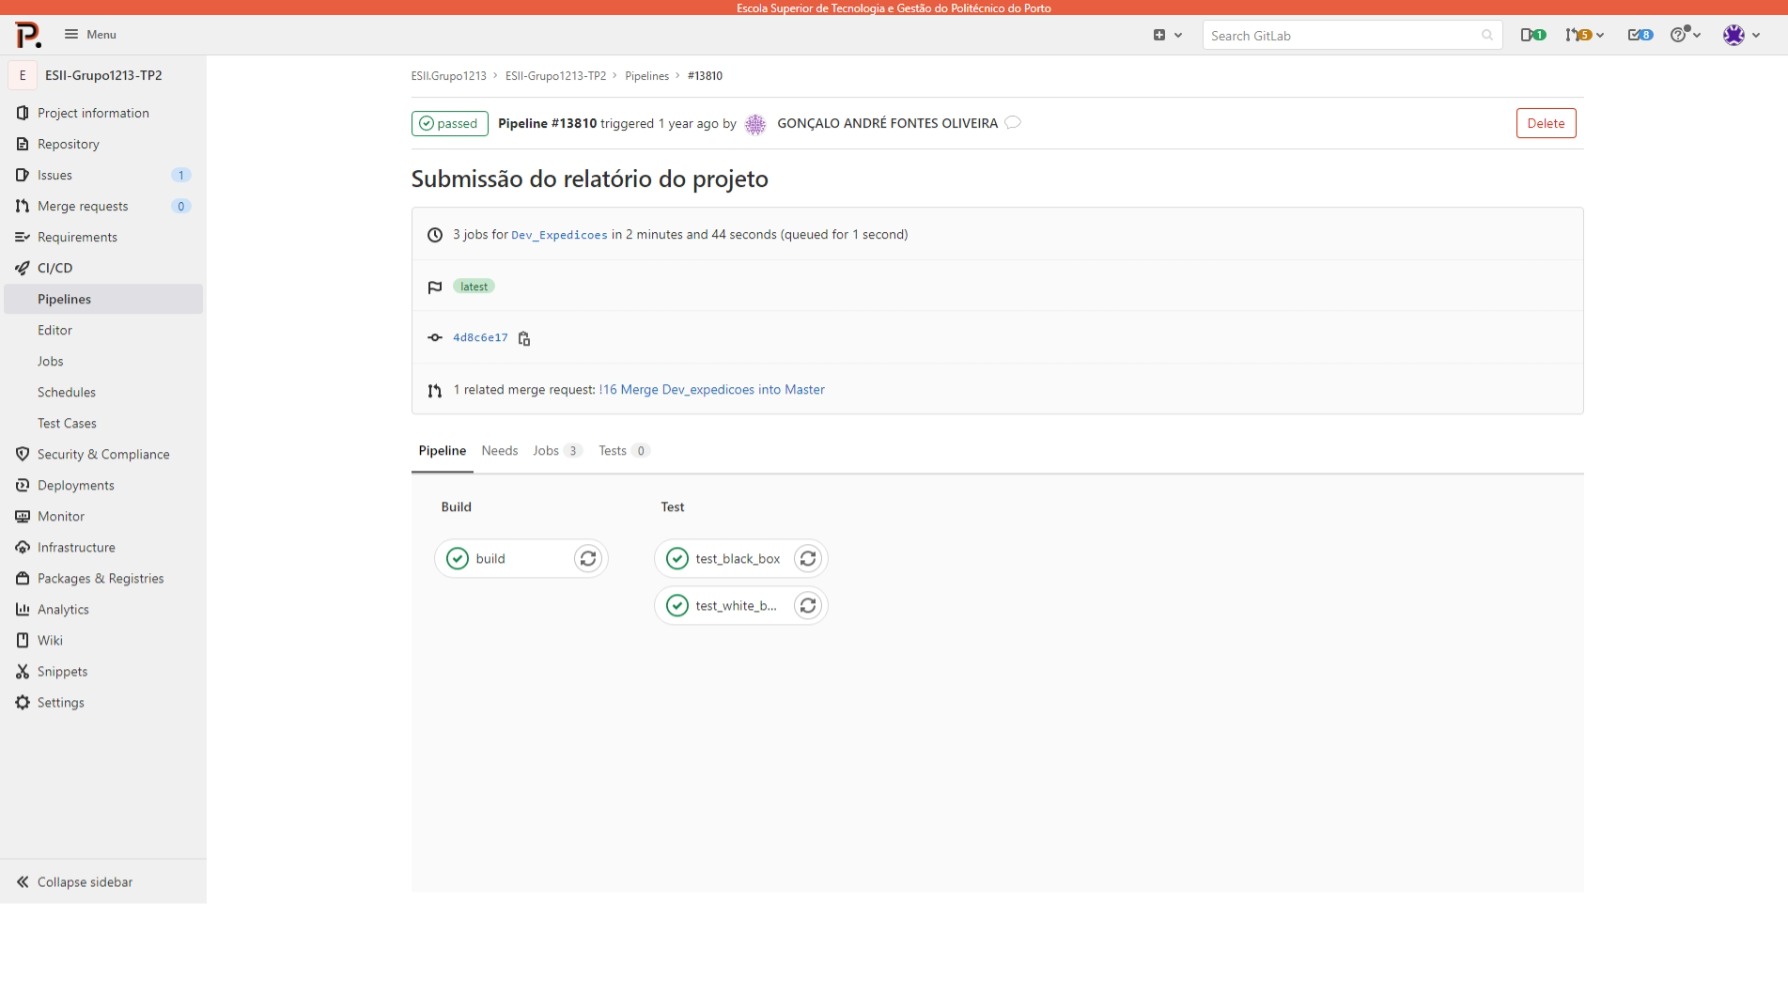 Escola Superior de Tecnologia e Gestão do Politécnico do Porto
P. Menu Search GitLab 1 5 8
E ESII-Grupo1213-TP2
Project information
Repository
Issues 1
Merge requests 0
Requirements
CI/CD
Pipelines
Editor
Jobs
Schedules
Test Cases
Security & Compliance
Deployments
Monitor
Infrastructure
Packages & Registries
Analytics
Wiki
Snippets
Settings
Collapse sidebar
ESII.Grupo1213 > ESII-Grupo1213-TP2 > Pipelines > #13810
passed Pipeline #13810 triggered 1 year ago by GONÇALO ANDRÉ FONTES OLIVEIRA Delete
Submissão do relatório do projeto
3 jobs for Dev_Expedicoes in 2 minutes and 44 seconds (queued for 1 second)
latest
4d8c6e17
1 related merge request: !16 Merge Dev_expedicoes into Master
Pipeline Needs Jobs 3 Tests 0
Build Test
build test_black_box
test_white_b...